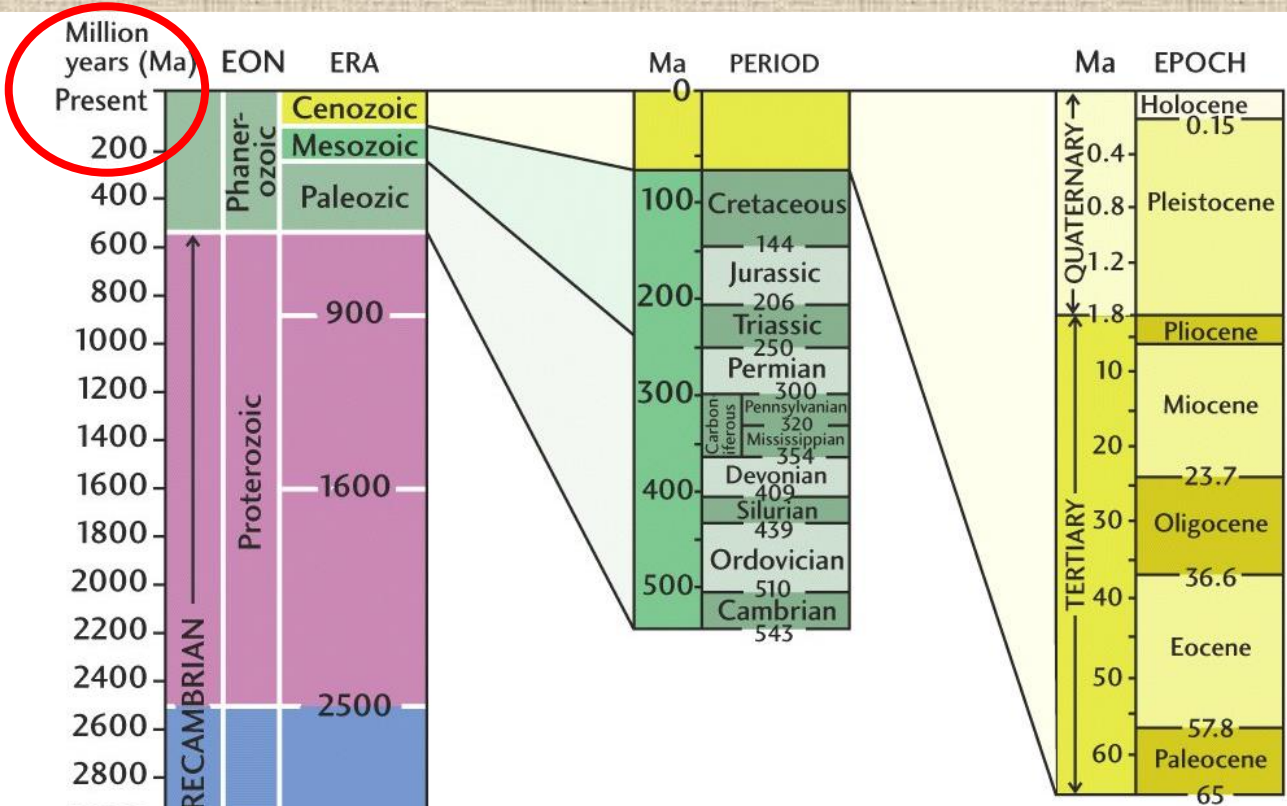 Million
years (Ma) EON ERA Ma PERIOD Ma EPOCH
Present
200
400
600
800
1000
1200
1400
1600
1800
2000
2200
2400
2600
2800
RECAMBRIAN
Phaner-
ozoic
Proterozoic
Cenozoic
Mesozoic
Paleozic
900
1600
2500
0
100
200
300
400
500
Cretaceous
144
Jurassic
206
Triassic
250
Permian
300
Carbon
iferous
Pennsylvanian
320
Mississippian
354
Devonian
409
Silurian
439
Ordovician
510
Cambrian
543
QUATERNARY
TERTIARY
0.4
0.8
1.2
1.8
10
20
30
40
50
60
Holocene
0.15
Pleistocene
Pliocene
Miocene
23.7
Oligocene
36.6
Eocene
57.8
Paleocene
65